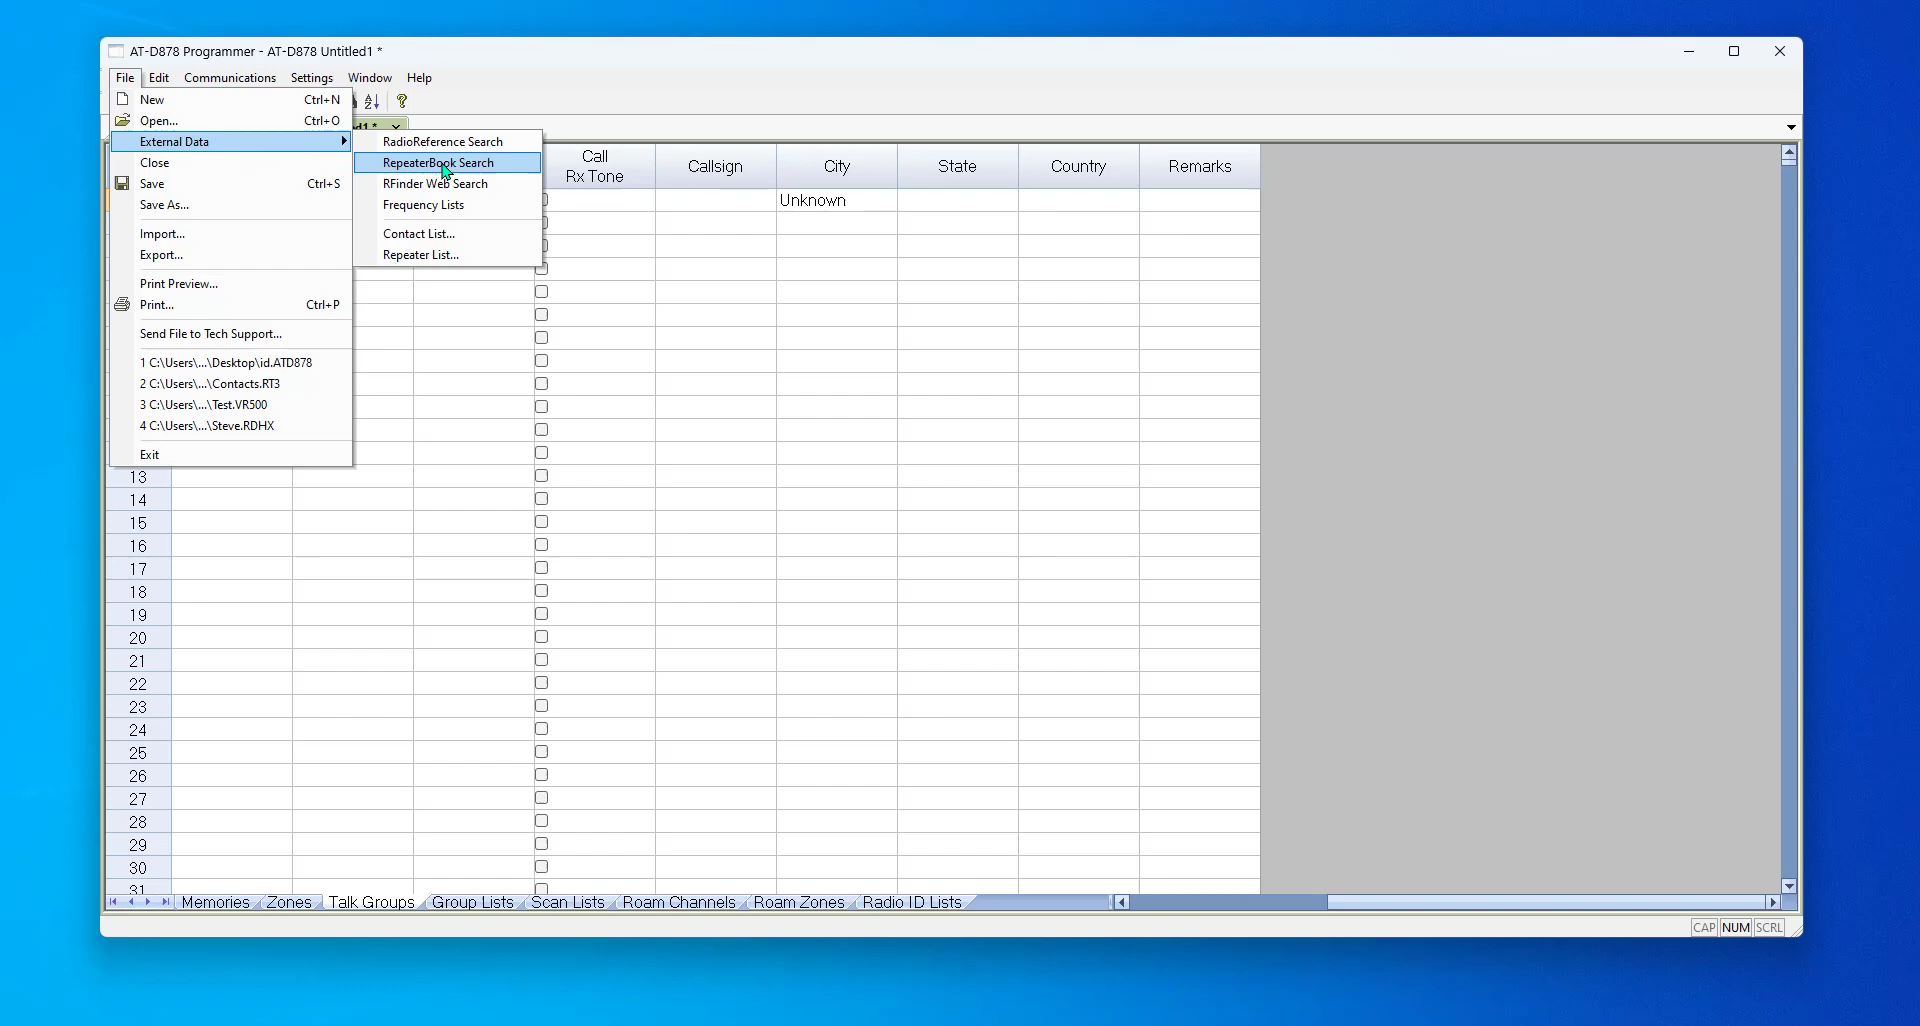 AT-D878 Programmer - AT-D878 Untitled1 *
File Edit Communications Settings Window Help
New Ctrl+N
Open... Ctrl+O
External Data
Close
Save Ctrl+S
Save As...
Import...
Export...
Print Preview...
Print... Ctrl+P
Send File to Tech Support...
1 C:\Users\...\Desktop\id.ATD878
2 C:\Users\...\Contacts.RT3
3 C:\Users\...\Test.VR500
4 C:\Users\...\Steve.RDHX
Exit
RadioReference Search
RepeaterBook Search
RFinder Web Search
Frequency Lists
Contact List...
Repeater List...
Call
Rx Tone
Callsign City State Country Remarks
Unknown
13
14
15
16
17
18
19
20
21
22
23
24
25
26
27
28
29
30
31
Memories Zones Talk Groups Group Lists Scan Lists Roam Channels Roam Zones Radio ID Lists
CAP NUM SCRL